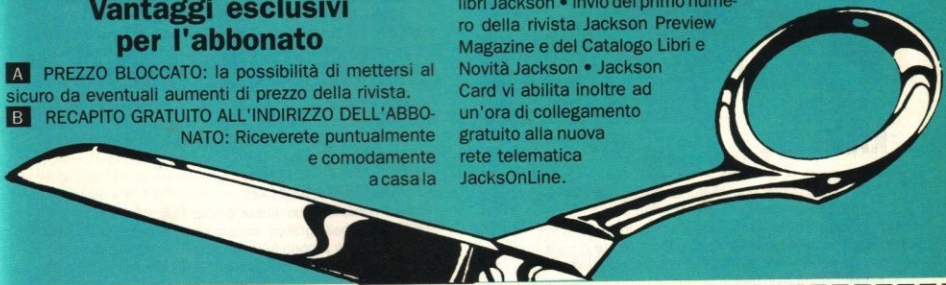 Vantaggi esclusivi
per l'abbonato
A PREZZO BLOCCATO: la possibilità di mettersi al
sicuro da eventuali aumenti di prezzo della rivista.
B RECAPITO GRATUITO ALL'INDIRIZZO DELL'ABBO-
NATO: Riceverete puntualmente
e comodamente
a casa la
libri Jackson • Invio del primo nume-
ro della rivista Jackson Preview
Magazine e del Catalogo Libri e
Novità Jackson • Jackson
Card vi abilita inoltre ad
un'ora di collegamento
gratuito alla nuova
rete telematica
JacksOnLine.